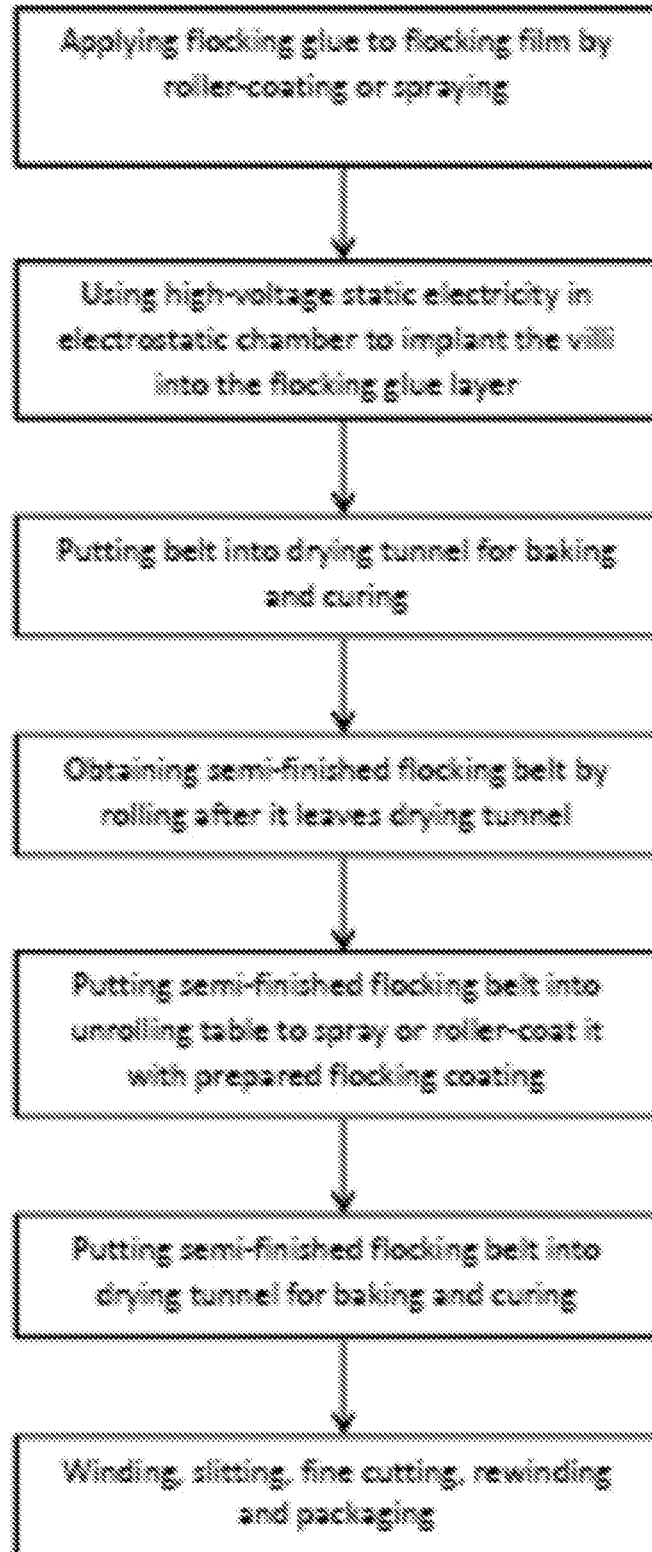 Applying flocking glue to flocking film by
roller-coating or spraying
Using high-voltage static electricity in
electrostatic chamber to implant the villi
into the flocking glue layer
Putting belt into drying tunnel for baking
and curing
Obtaining semi-finished flocking belt by
rolling after it leaves drying tunnel
Putting semi-finished flocking belt into
unrolling table to spray or roller-coat it
with prepared flocking coating
Putting semi-finished flocking belt into
drying tunnel for baking and curing
Winding, slitting, fine cutting, rewinding
and packaging